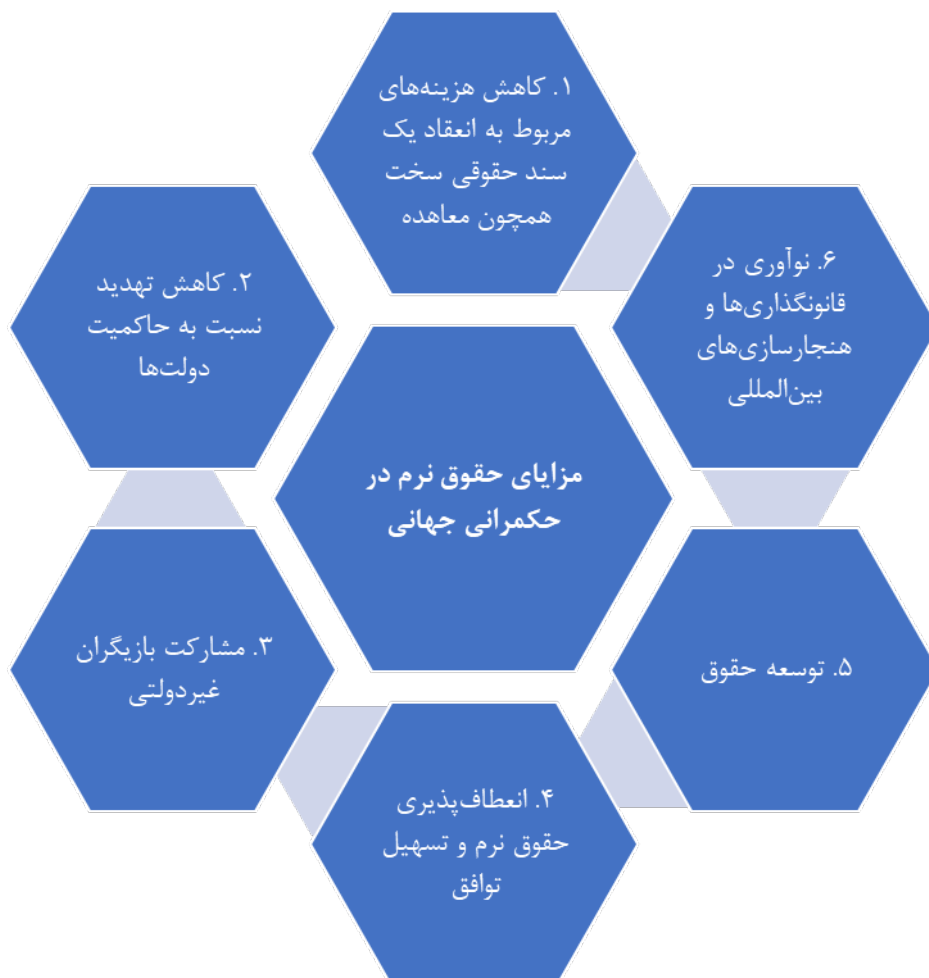 ۱. کاهش هزینه‌های
مربوط به انعقاد یک
سند حقوقی سخت
همچون معاهده
۲. کاهش تهدید
نسبت به حاکمیت
دولت‌ها
۳. مشارکت بازیگران
غیردولتی
۴. انعطاف‌پذیری
حقوق نرم و تسهیل
توافق
۵. توسعه حقوق
۶. نوآوری در
قانونگذاری‌ها و
هنجارسازی‌های
بین‌المللی
مزایای حقوق نرم در
حکمرانی جهانی